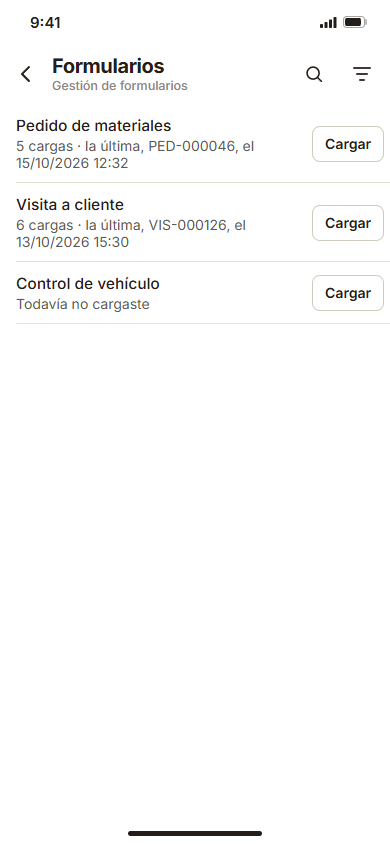 9:41
Formularios
Gestión de formularios
Pedido de materiales
5 cargas · la última, PED-000046, el
15/10/2026 12:32
Cargar
Visita a cliente
6 cargas · la última, VIS-000126, el
13/10/2026 15:30
Cargar
Control de vehículo
Todavía no cargaste
Cargar